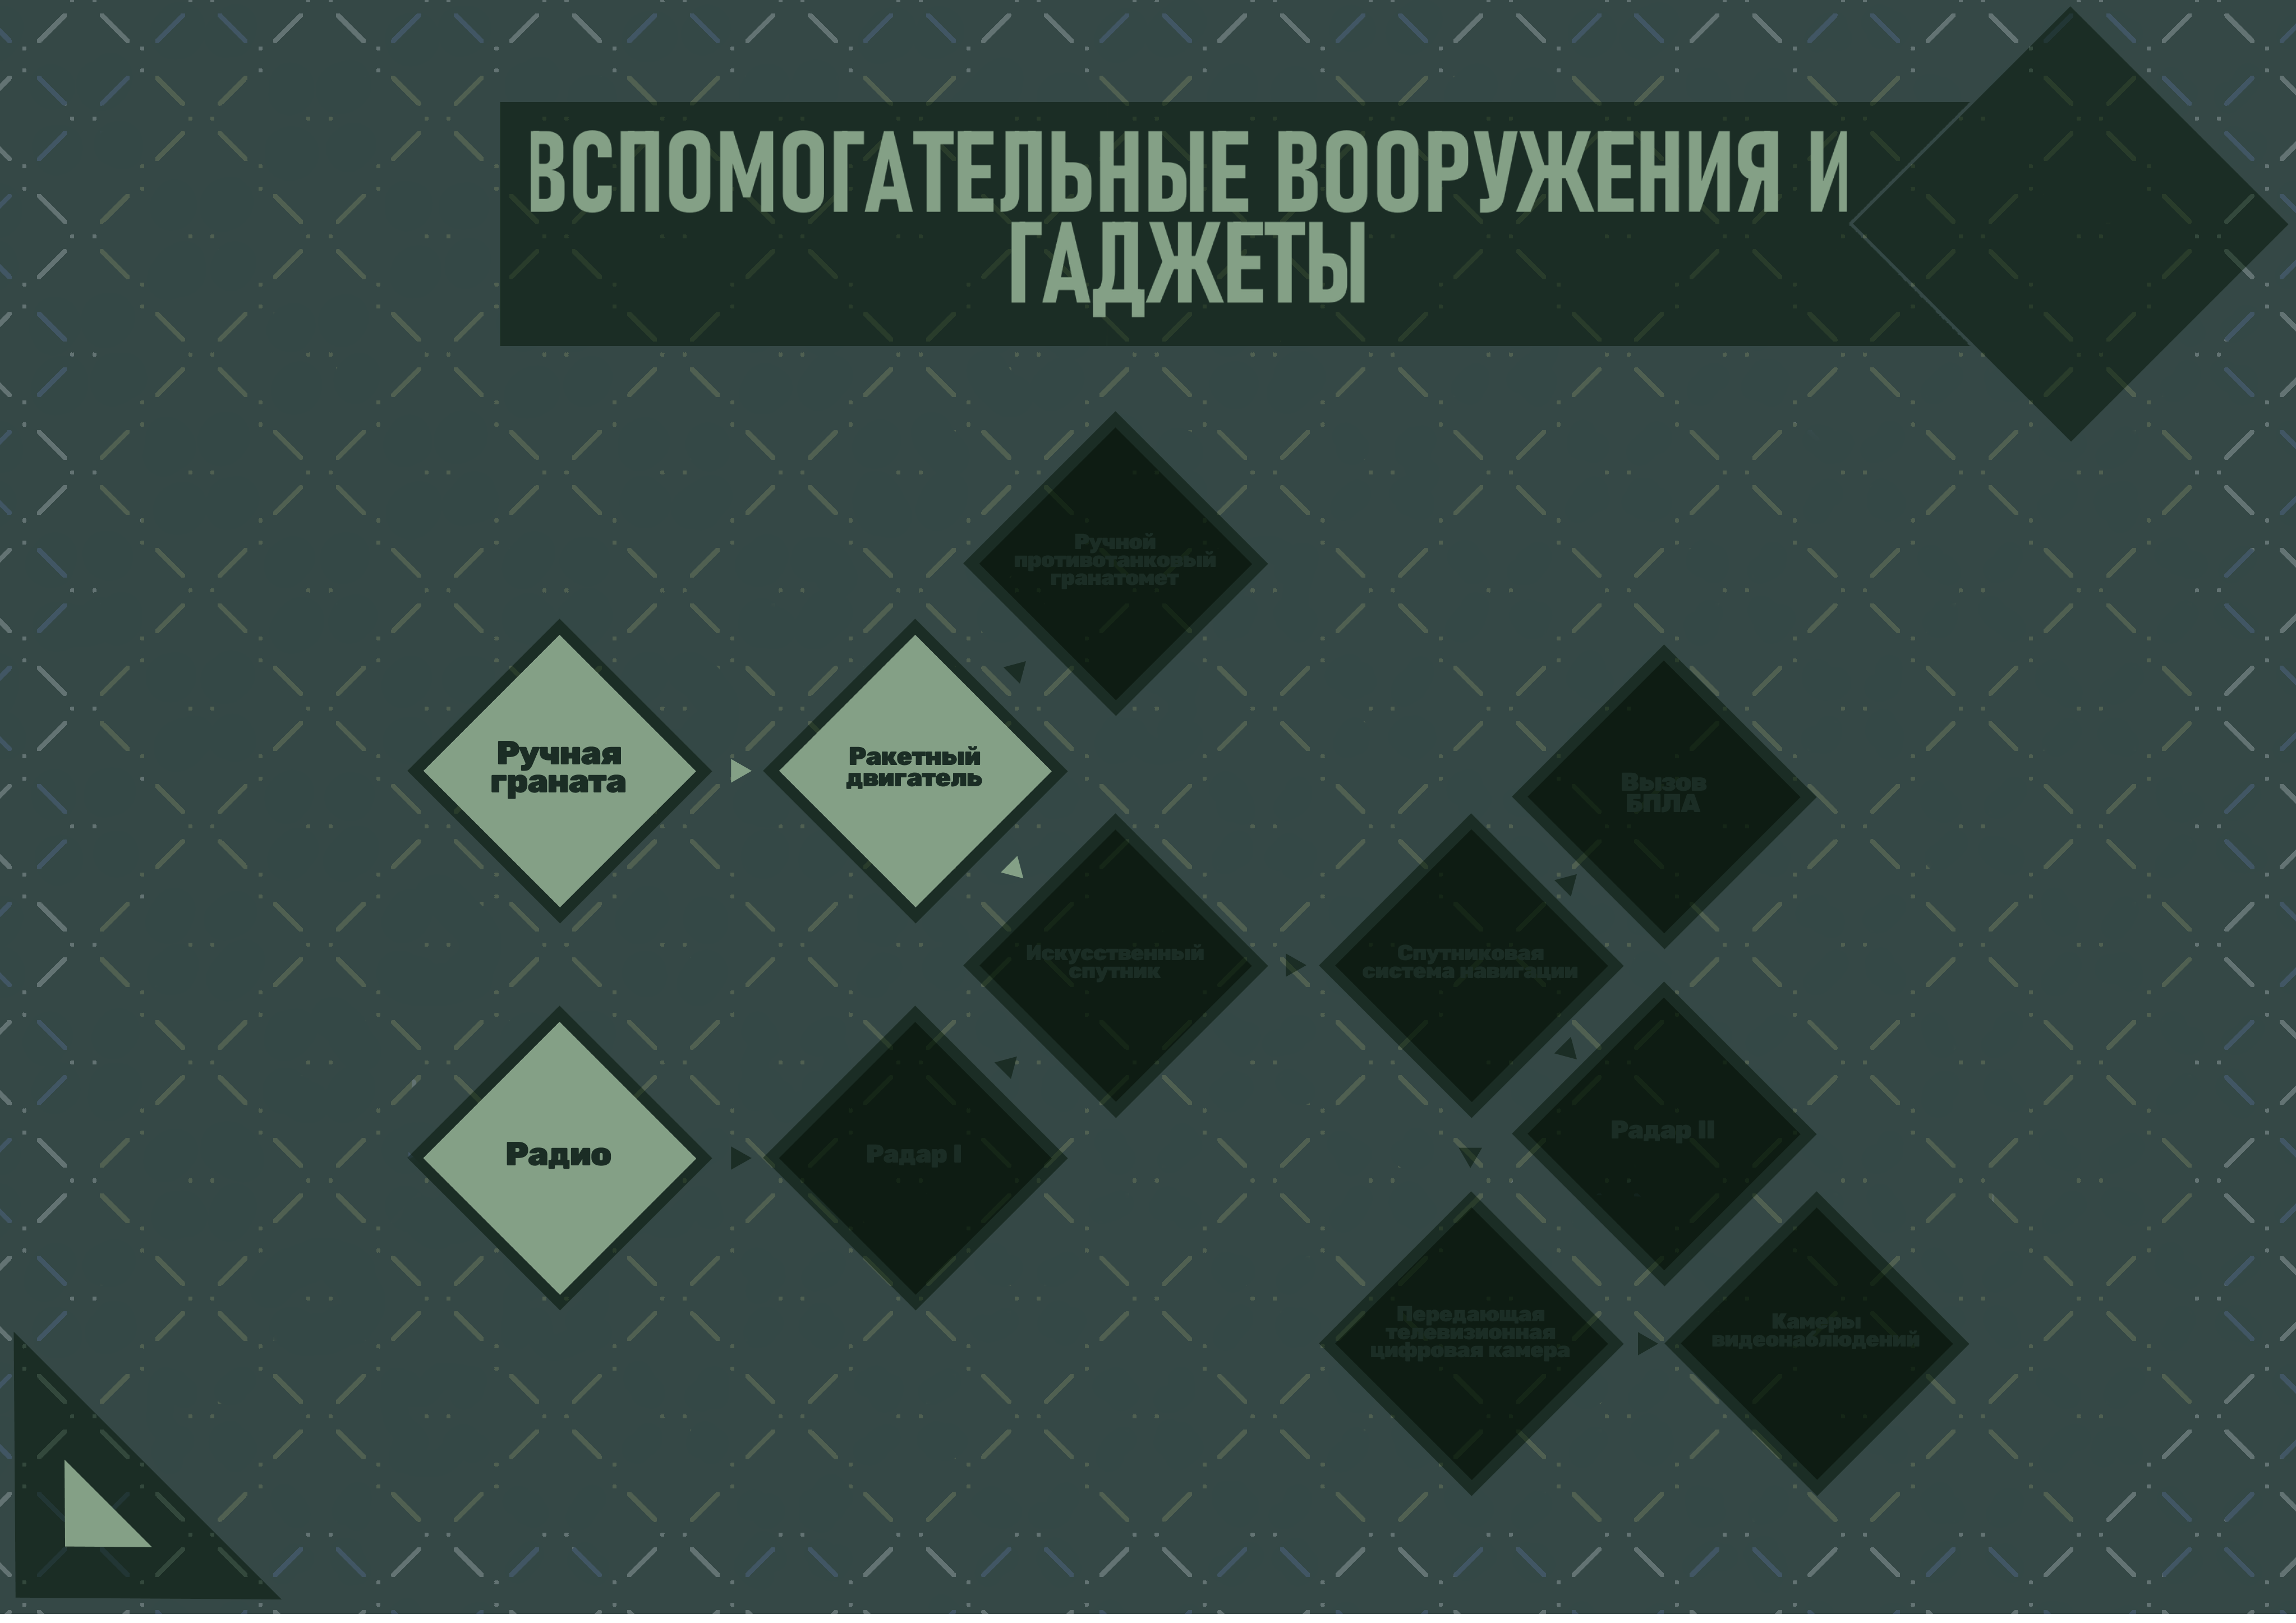 ВСПОМОГАТЕЛЬНЫЕ ВООРУЖЕНИЯ И
ГАДЖЕТЫ
Ручной
противотанковый
гранатомет
Ручная
граната
Ракетный
двигатель
Вызов
БПЛА
Искусственный
спутник
Спутниковая
система навигации
Радио
Радар I
Радар II
Передающая
телевизионная
цифровая камера
Камеры
видеонаблюдений